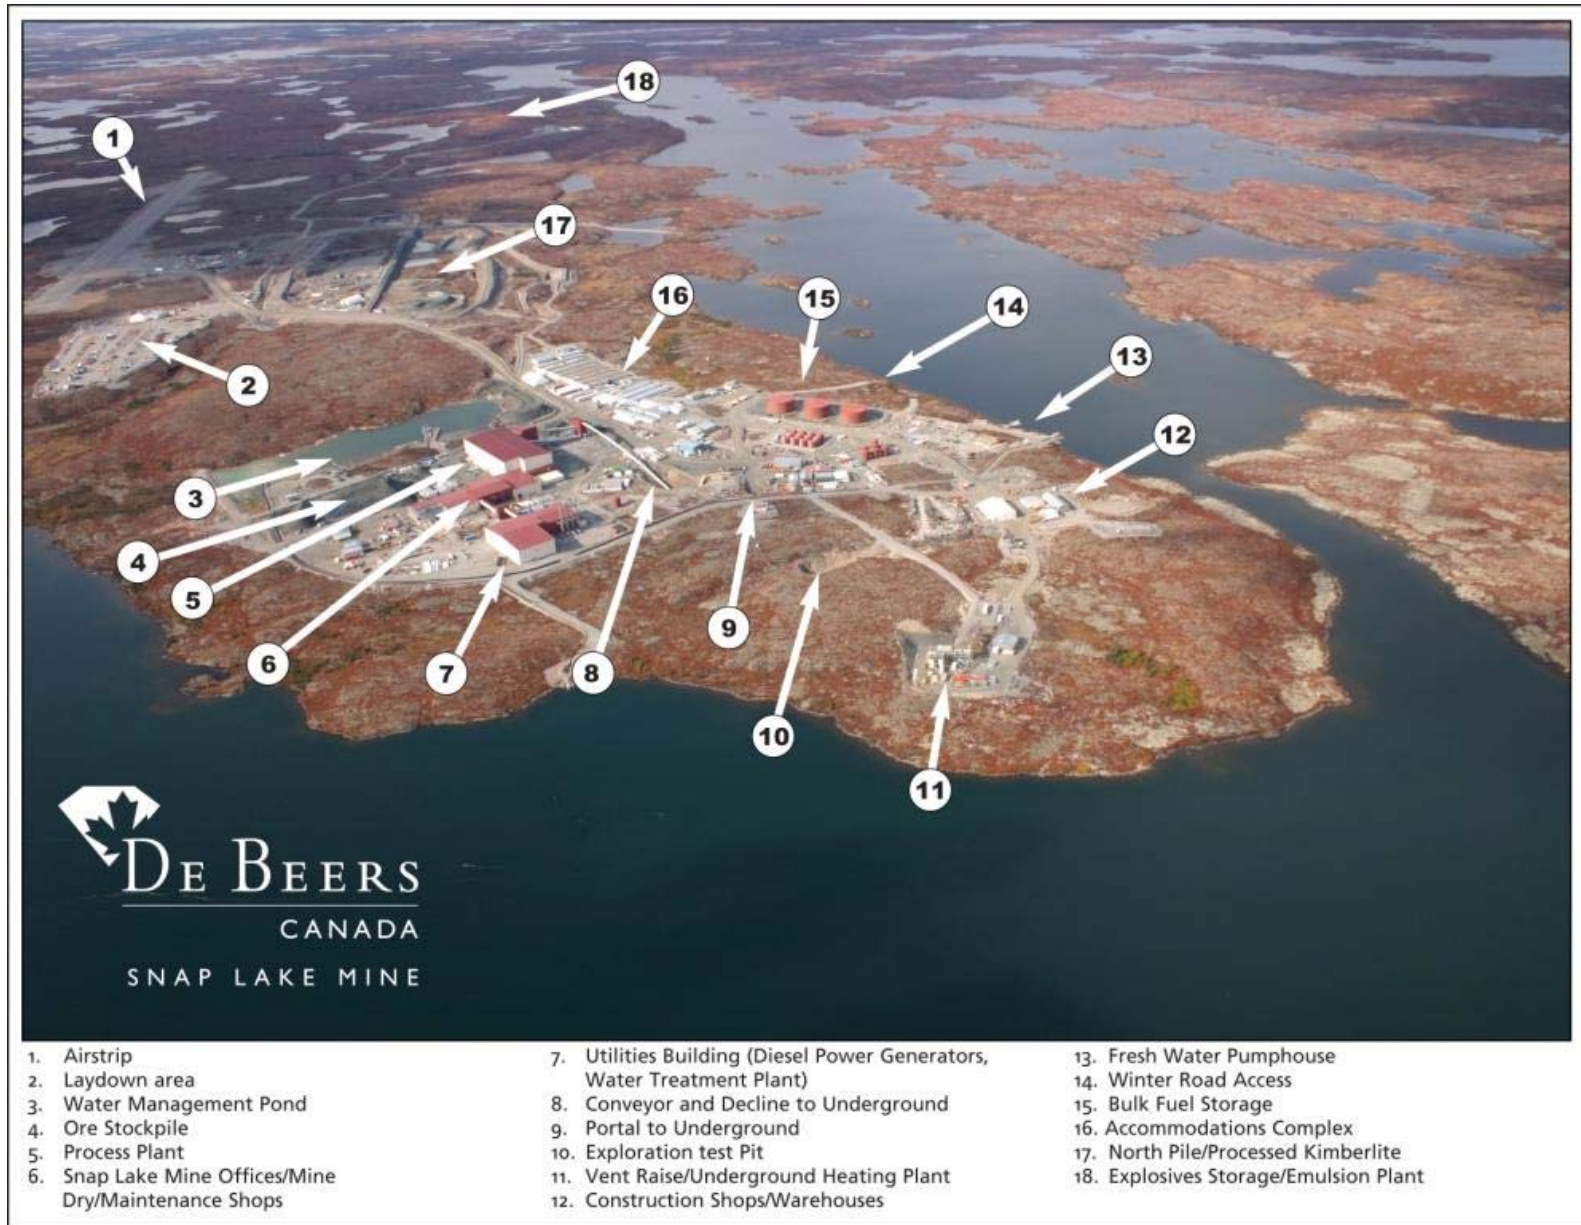 18
1
17
16
15
14
13
2
12
3
4
5
9
6
7
8
10
11
DE BEERS
CANADA
SNAP LAKE MINE
1. Airstrip
2. Laydown area
3. Water Management Pond
4. Ore Stockpile
5. Process Plant
6. Snap Lake Mine Offices/Mine
Dry/Maintenance Shops
7. Utilities Building (Diesel Power Generators,
Water Treatment Plant)
8. Conveyor and Decline to Underground
9. Portal to Underground
10. Exploration test Pit
11. Vent Raise/Underground Heating Plant
12. Construction Shops/Warehouses
13. Fresh Water Pumphouse
14. Winter Road Access
15. Bulk Fuel Storage
16. Accommodations Complex
17. North Pile/Processed Kimberlite
18. Explosives Storage/Emulsion Plant